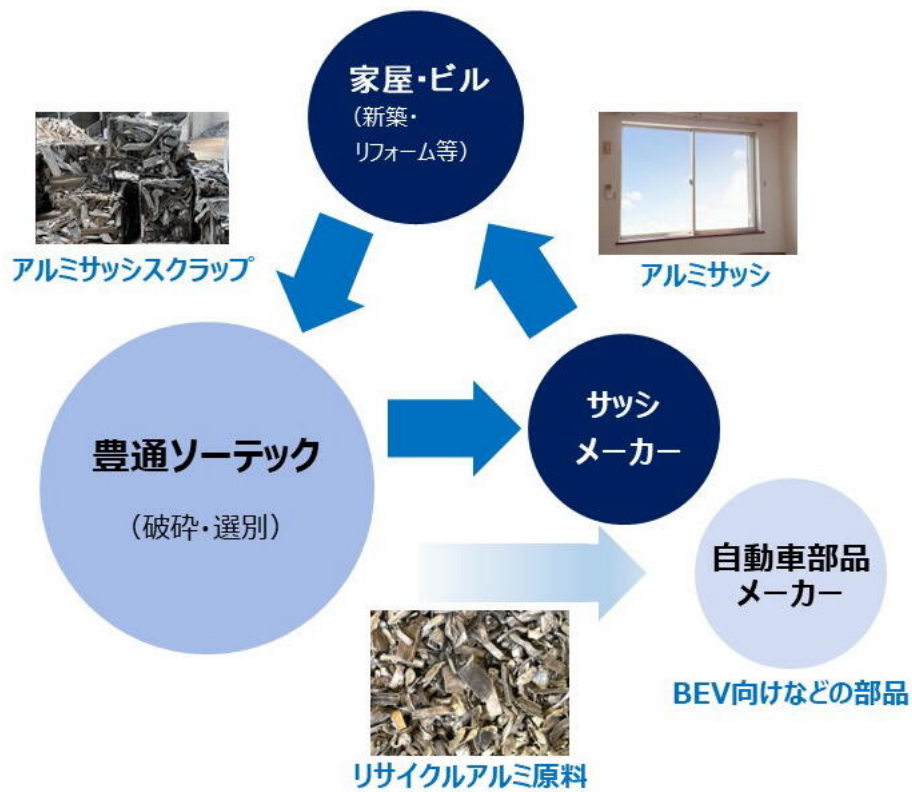 家屋・ビル
（新築・
リフォーム等）
アルミサッシスクラップ
アルミサッシ
サッシ
メーカー
豊通ソーテック
（破砕・選別）
自動車部品
メーカー
BEV向けなどの部品
リサイクルアルミ原料